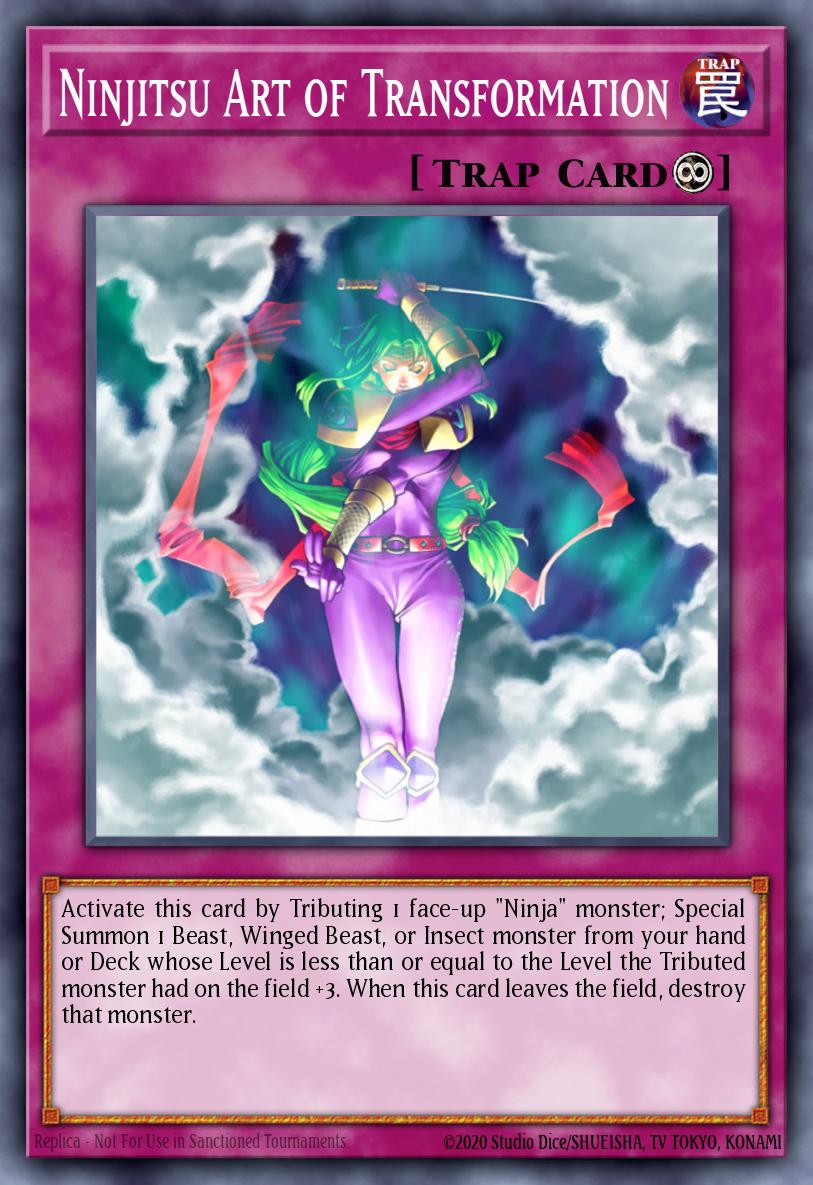 Ninjitsu Art of Transformation
TRAP
罠
[ Trap Card ]
Activate this card by Tributing 1 face-up "Ninja" monster; Special
Summon 1 Beast, Winged Beast, or Insect monster from your hand
or Deck whose Level is less than or equal to the Level the Tributed
monster had on the field +3. When this card leaves the field, destroy
that monster.
Replica - Not For Use in Sanctioned Tournaments.
©2020 Studio Dice/SHUEISHA, TV TOKYO, KONAMI